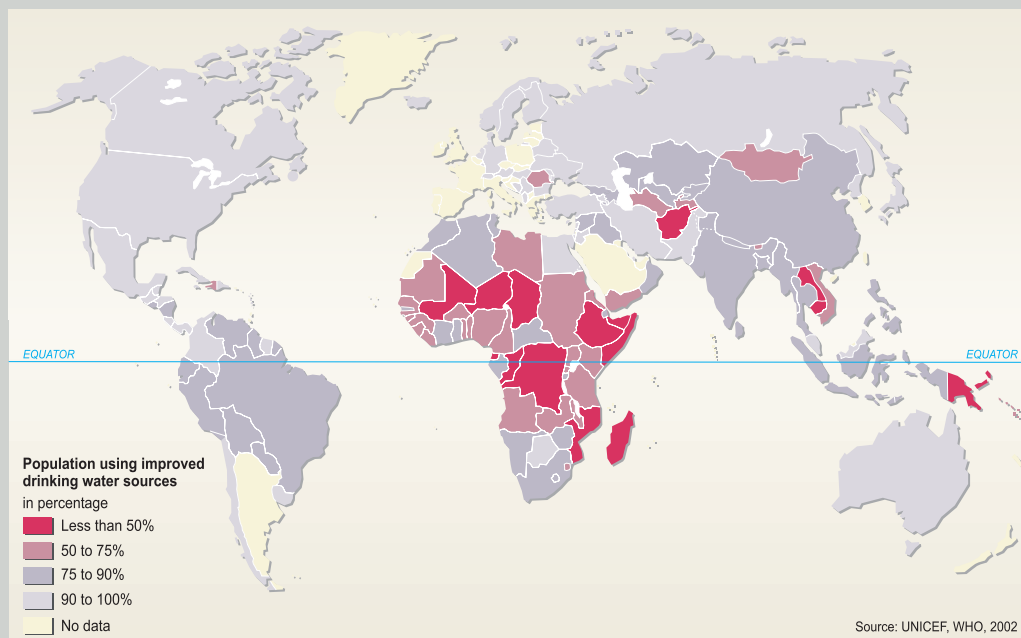 EQUATOR
EQUATOR
Population using improved
drinking water sources
in percentage
Less than 50%
50 to 75%
75 to 90%
90 to 100%
No data
Source: UNICEF, WHO, 2002